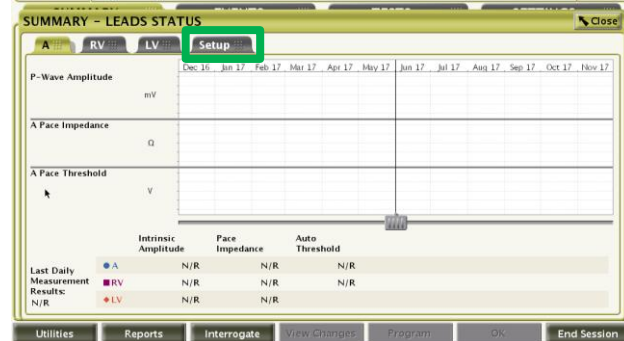 SUMMARY - LEADS STATUS
Close
A RV LV Setup
Dec 16 Jan 17 Feb 17 Mar 17 Apr 17 May 17 Jun 17 Jul 17 Aug 17 Sep 17 Oct 17 Nov 17
P-Wave Amplitude
mV
A Pace Impedance
Ω
A Pace Threshold
V
Intrinsic Amplitude Pace Impedance Auto Threshold
Last Daily Measurement Results:
N/R
A N/R N/R N/R
RV N/R N/R N/R
LV N/R N/R
Utilities Reports Interrogate View Changes Program OK End Session